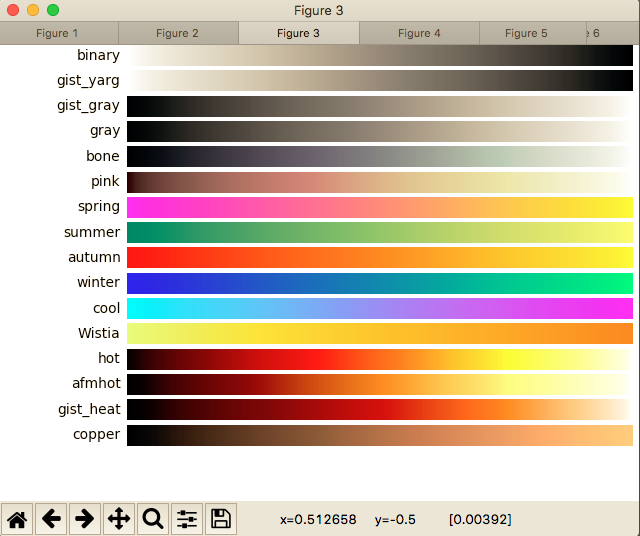 Figure 3
Figure 1 Figure 2 Figure 3 Figure 4 Figure 5 6
binary
gist_yarg
gist_gray
gray
bone
pink
spring
summer
autumn
winter
cool
Wistia
hot
afmhot
gist_heat
copper
x=0.512658 y=-0.5 [0.00392]